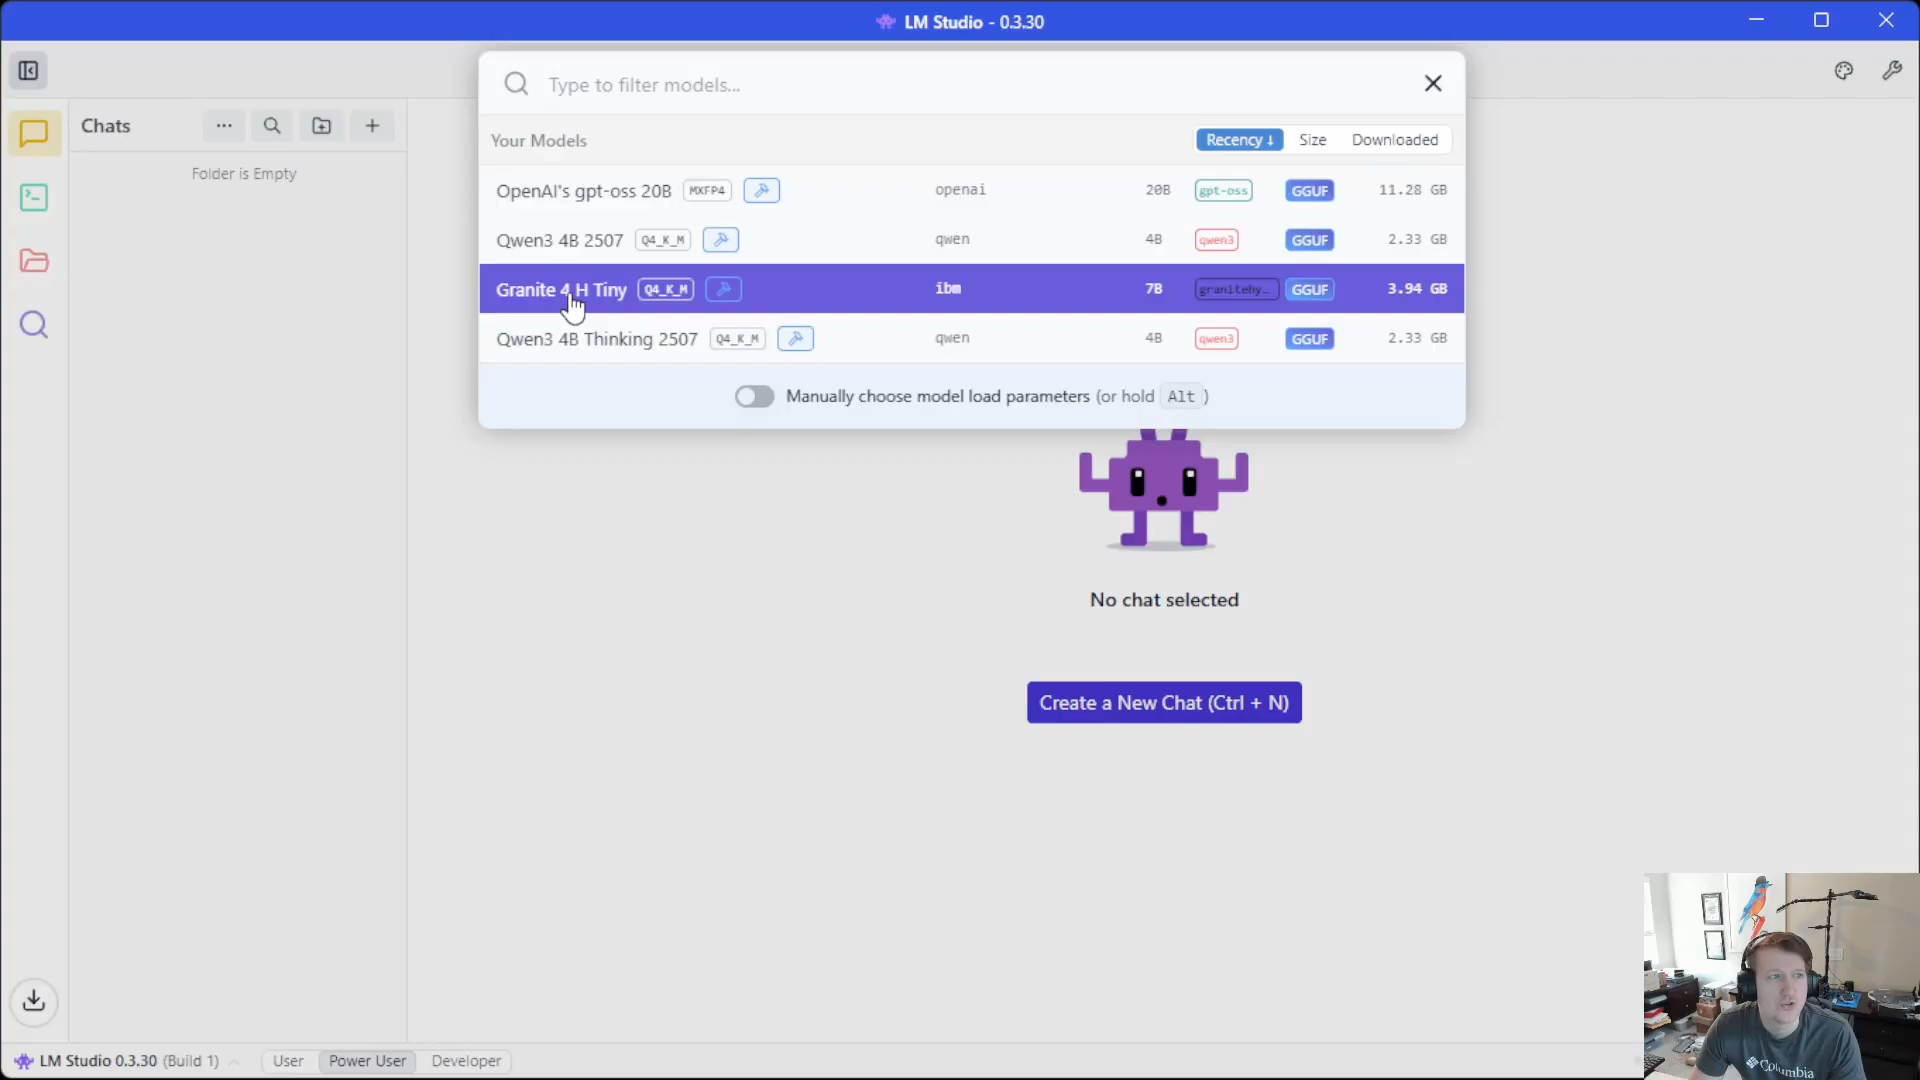 LM Studio - 0.3.30
Type to filter models...
Chats
Your Models
Recency ↓ Size Downloaded
Folder is Empty
OpenAI's gpt-oss 20B MXFP4 openai 20B gpt-oss GGUF 11.28 GB
Qwen3 4B 2507 Q4_K_M qwen 4B qwen3 GGUF 2.33 GB
Granite 4 H Tiny Q4_K_M ibm 7B granitehy... GGUF 3.94 GB
Qwen3 4B Thinking 2507 Q4_K_M qwen 4B qwen3 GGUF 2.33 GB
Manually choose model load parameters (or hold Alt )
No chat selected
Create a New Chat (Ctrl + N)
LM Studio 0.3.30 (Build 1) User Power User Developer
Columbia